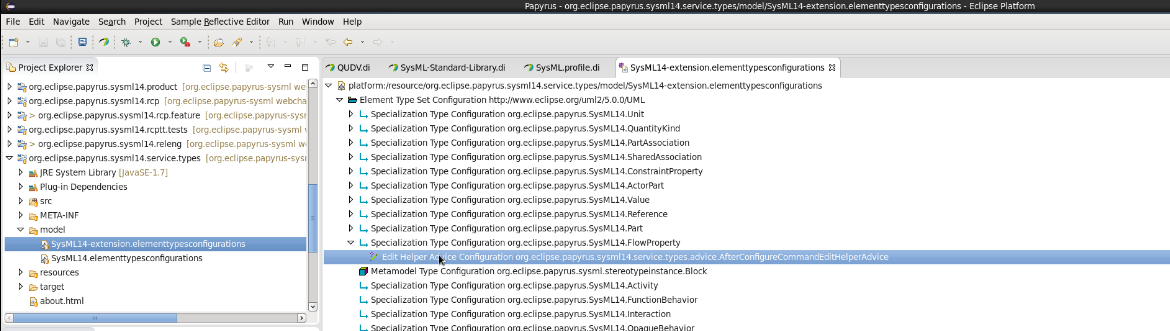 Papyrus - org.eclipse.papyrus.sysml14.service.types/model/SysML14-extension.elementtypesconfigurations - Eclipse Platform
File Edit Navigate Search Project Sample Reflective Editor Run Window Help
Project Explorer
QUDV.di SysML-Standard-Library.di SysML.profile.di SysML14-extension.elementtypesconfigurations
org.eclipse.papyrus.sysml14.product [org.eclipse.papyrus-sysml we
org.eclipse.papyrus.sysml14.rcp [org.eclipse.papyrus-sysml webcha
> org.eclipse.papyrus.sysml14.rcp.feature [org.eclipse.papyrus-sy
org.eclipse.papyrus.sysml14.rcptt.tests [org.eclipse.papyrus-sysml v
> org.eclipse.papyrus.sysml14.releng [org.eclipse.papyrus-sysml we
org.eclipse.papyrus.sysml14.service.types [org.eclipse.papyrus-sysr
JRE System Library [JavaSE-1.7]
Plug-in Dependencies
src
META-INF
model
SysML14-extension.elementtypesconfigurations
SysML14.elementtypesconfigurations
resources
target
about.html
platform:/resource/org.eclipse.papyrus.sysml14.service.types/model/SysML14-extension.elementtypesconfigurations
Element Type Set Configuration http://www.eclipse.org/uml2/5.0.0/UML
Specialization Type Configuration org.eclipse.papyrus.SysML14.Unit
Specialization Type Configuration org.eclipse.papyrus.SysML14.QuantityKind
Specialization Type Configuration org.eclipse.papyrus.SysML14.PartAssociation
Specialization Type Configuration org.eclipse.papyrus.SysML14.SharedAssociation
Specialization Type Configuration org.eclipse.papyrus.SysML14.ConstraintProperty
Specialization Type Configuration org.eclipse.papyrus.SysML14.ActorPart
Specialization Type Configuration org.eclipse.papyrus.SysML14.Value
Specialization Type Configuration org.eclipse.papyrus.SysML14.Reference
Specialization Type Configuration org.eclipse.papyrus.SysML14.Part
Specialization Type Configuration org.eclipse.papyrus.SysML14.FlowProperty
Edit Helper Advice Configuration org.eclipse.papyrus.sysml14.service.types.advice.AfterConfigureCommandEditHelperAdvice
Metamodel Type Configuration org.eclipse.papyrus.sysml.stereotypeinstance.Block
Specialization Type Configuration org.eclipse.papyrus.SysML14.Activity
Specialization Type Configuration org.eclipse.papyrus.SysML14.FunctionBehavior
Specialization Type Configuration org.eclipse.papyrus.SysML14.Interaction
Specialization Type Configuration org.eclipse.papyrus.SysML14.OpaqueBehavior